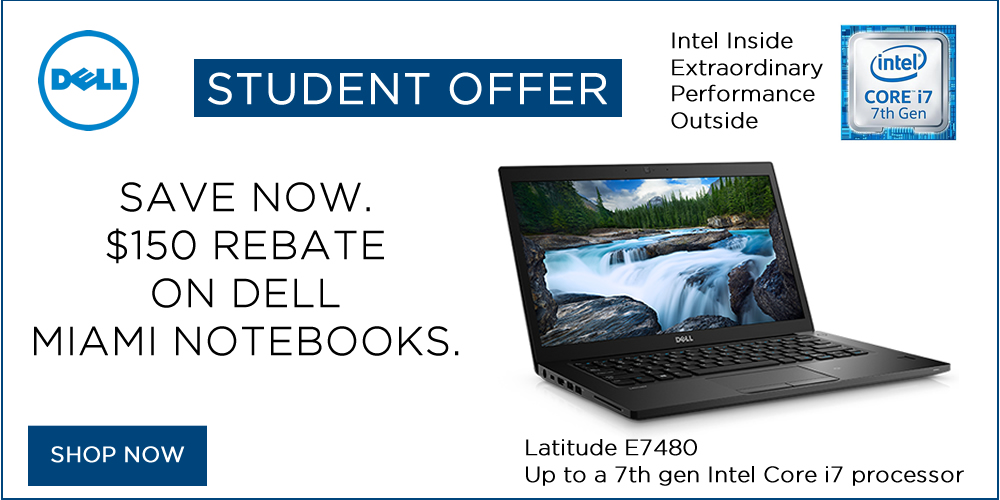 DELL
STUDENT OFFER
Intel Inside
Extraordinary
Performance
Outside
intel
CORE™ i7
7th Gen
SAVE NOW.
$150 REBATE
ON DELL
MIAMI NOTEBOOKS.
DELL
SHOP NOW
Latitude E7480
Up to a 7th gen Intel Core i7 processor